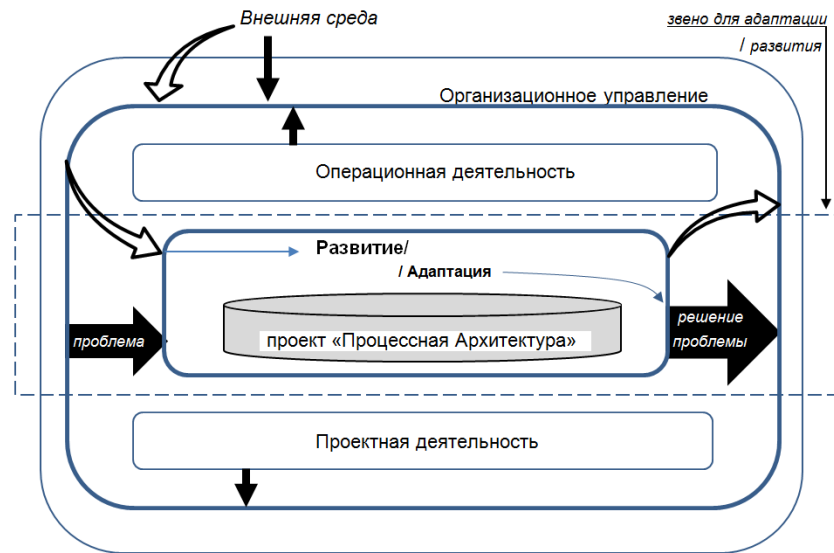 Внешняя среда
звено для адаптации
/ развития
Организационное управление
Операционная деятельность
Развитие/
/ Адаптация
проблема
проект «Процессная Архитектура»
решение
проблемы
Проектная деятельность